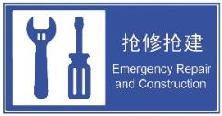 抢修抢建
Emergency Repair
and Construction